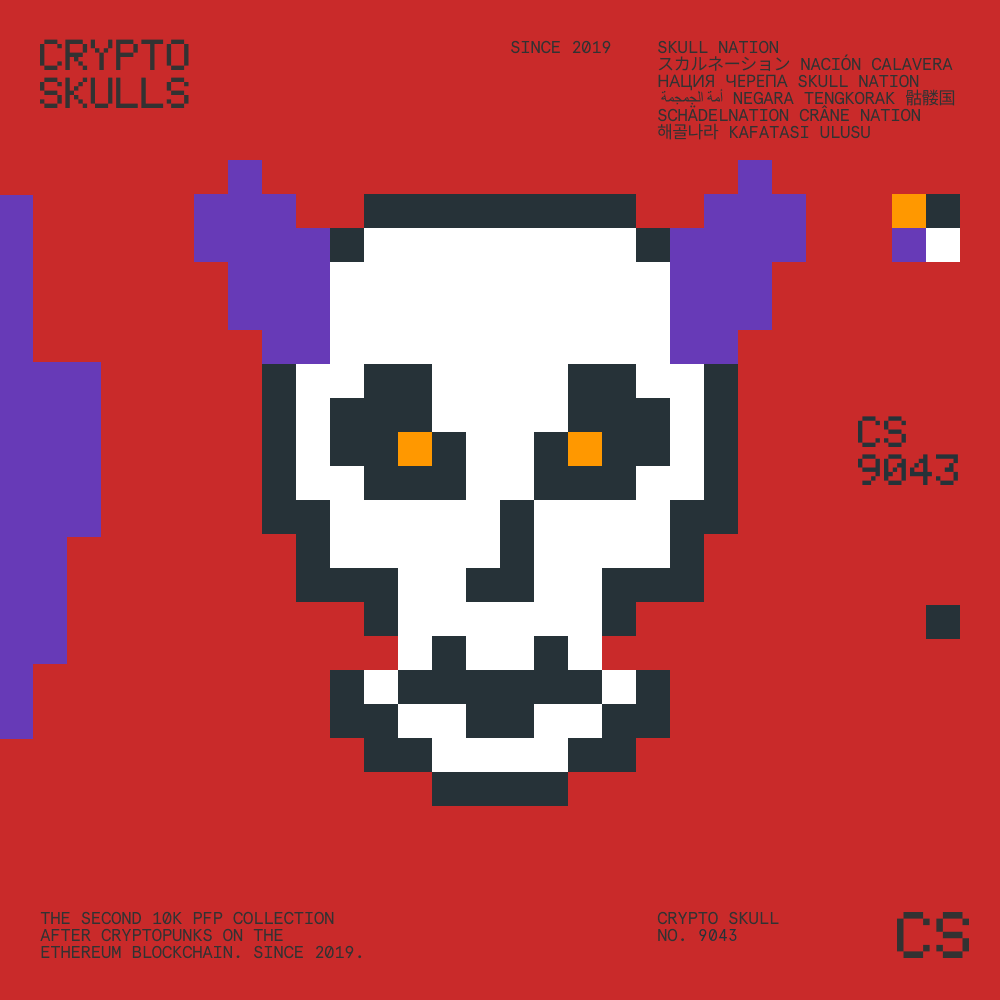 CRYPTO
SKULLS
SINCE 2019
SKULL NATION
スカルネーション NACIÓN CALAVERA
НАЦИЯ ЧЕРЕПА SKULL NATION
أمة الجمجمة NEGARA TENGKORAK 骷髅国
SCHÄDELNATION CRÂNE NATION
해골나라 KAFATASI ULUSU
CS
9043
THE SECOND 10K PFP COLLECTION
AFTER CRYPTOPUNKS ON THE
ETHEREUM BLOCKCHAIN. SINCE 2019.
CRYPTO SKULL
NO. 9043
CS